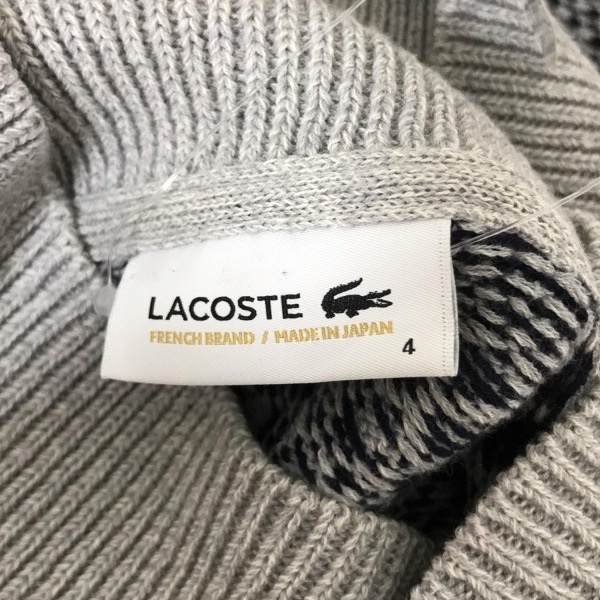 LACOSTE
FRENCH BRAND / MADE IN JAPAN
4